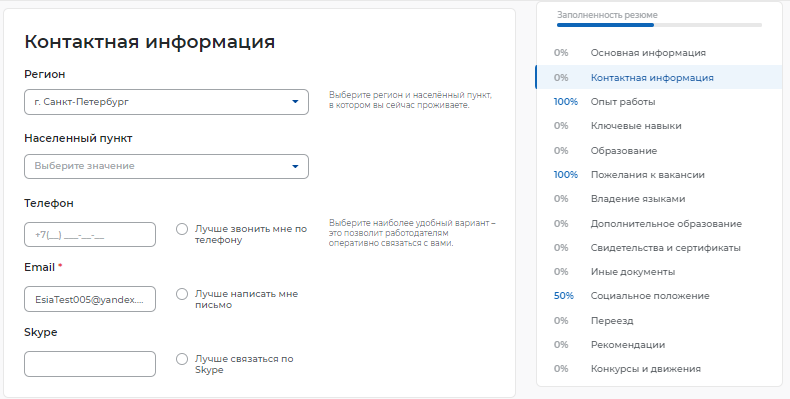 Контактная информация
Регион
г. Санкт-Петербург
Выберите регион и населённый пункт,
в котором вы сейчас проживаете.
Населенный пункт
Выберите значение
Телефон
+7(__) ___-__-__
Лучше звонить мне по
телефону
Выберите наиболее удобный вариант –
это позволит работодателям
оперативно связаться с вами.
Email *
EsiaTest005@yandex....
Лучше написать мне
письмо
Skype
Лучше связаться по
Skype
Заполненность резюме
0% Основная информация
0% Контактная информация
100% Опыт работы
0% Ключевые навыки
0% Образование
100% Пожелания к вакансии
0% Владение языками
0% Дополнительное образование
0% Свидетельства и сертификаты
0% Иные документы
50% Социальное положение
0% Переезд
0% Рекомендации
0% Конкурсы и движения